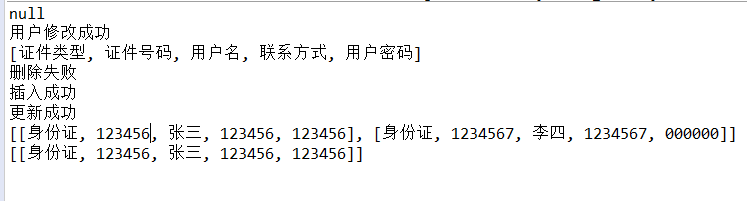 null
用户修改成功
[证件类型, 证件号码, 用户名, 联系方式, 用户密码]
删除失败
插入成功
更新成功
[[身份证, 123456, 张三, 123456, 123456], [身份证, 1234567, 李四, 1234567, 000000]]
[[身份证, 123456, 张三, 123456, 123456]]